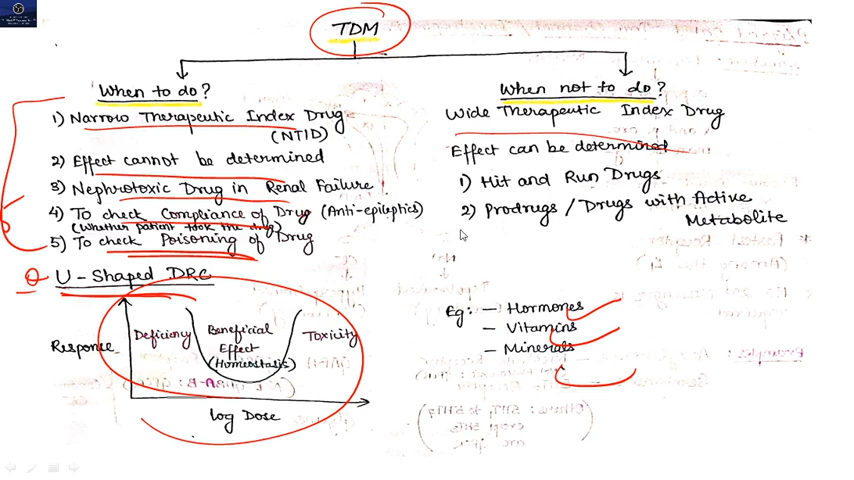 TDM
When to do?
1) Narrow Therapeutic Index Drug
(NTID)
2) Effect cannot be determined
3) Nephrotoxic Drug in Renal Failure
4) To check Compliance of Drug (Anti-epileptics)
(Whether patient took the drug)
5) To check Poisoning of Drug
When not to do?
Wide Therapeutic Index Drug
Effect can be determined
1) Hit and Run Drugs
2) Prodrugs / Drugs with Active
Metabolite
Q U-Shaped DRC
Response
Deficiency
Beneficial
Effect
(Homeostasis)
Toxicity
log Dose
Eg: - Hormones
- Vitamins
- Minerals